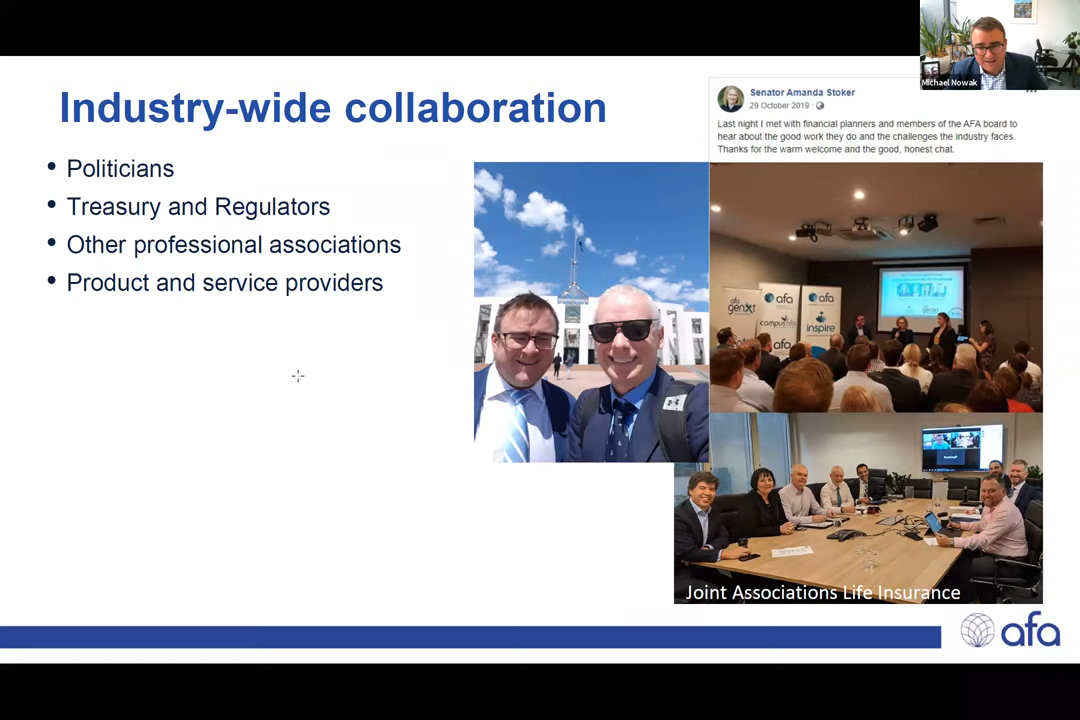 Michael Nowak
Industry-wide collaboration
• Politicians
• Treasury and Regulators
• Other professional associations
• Product and service providers
Senator Amanda Stoker
29 October 2019
Last night I met with financial planners and members of the AFA board to
hear about the good work they do and the challenges the industry faces.
Thanks for the warm welcome and the good, honest chat.
afa
genxt
afa
campusafa
afa
afa
inspire
Joint Associations Life Insurance
afa